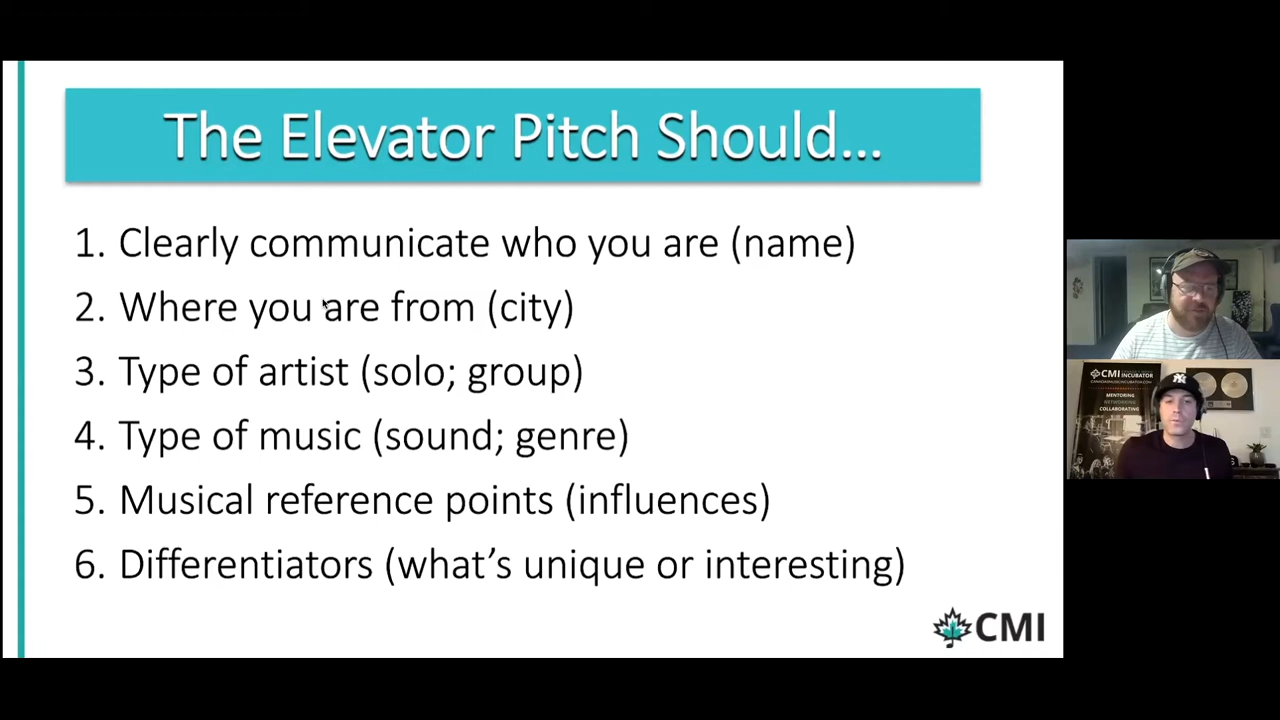 The Elevator Pitch Should...
1. Clearly communicate who you are (name)
2. Where you are from (city)
3. Type of artist (solo; group)
4. Type of music (sound; genre)
5. Musical reference points (influences)
6. Differentiators (what's unique or interesting)
CMI
CMI
INCUBATOR
MENTORING
NETWORKING
COLLABORATING